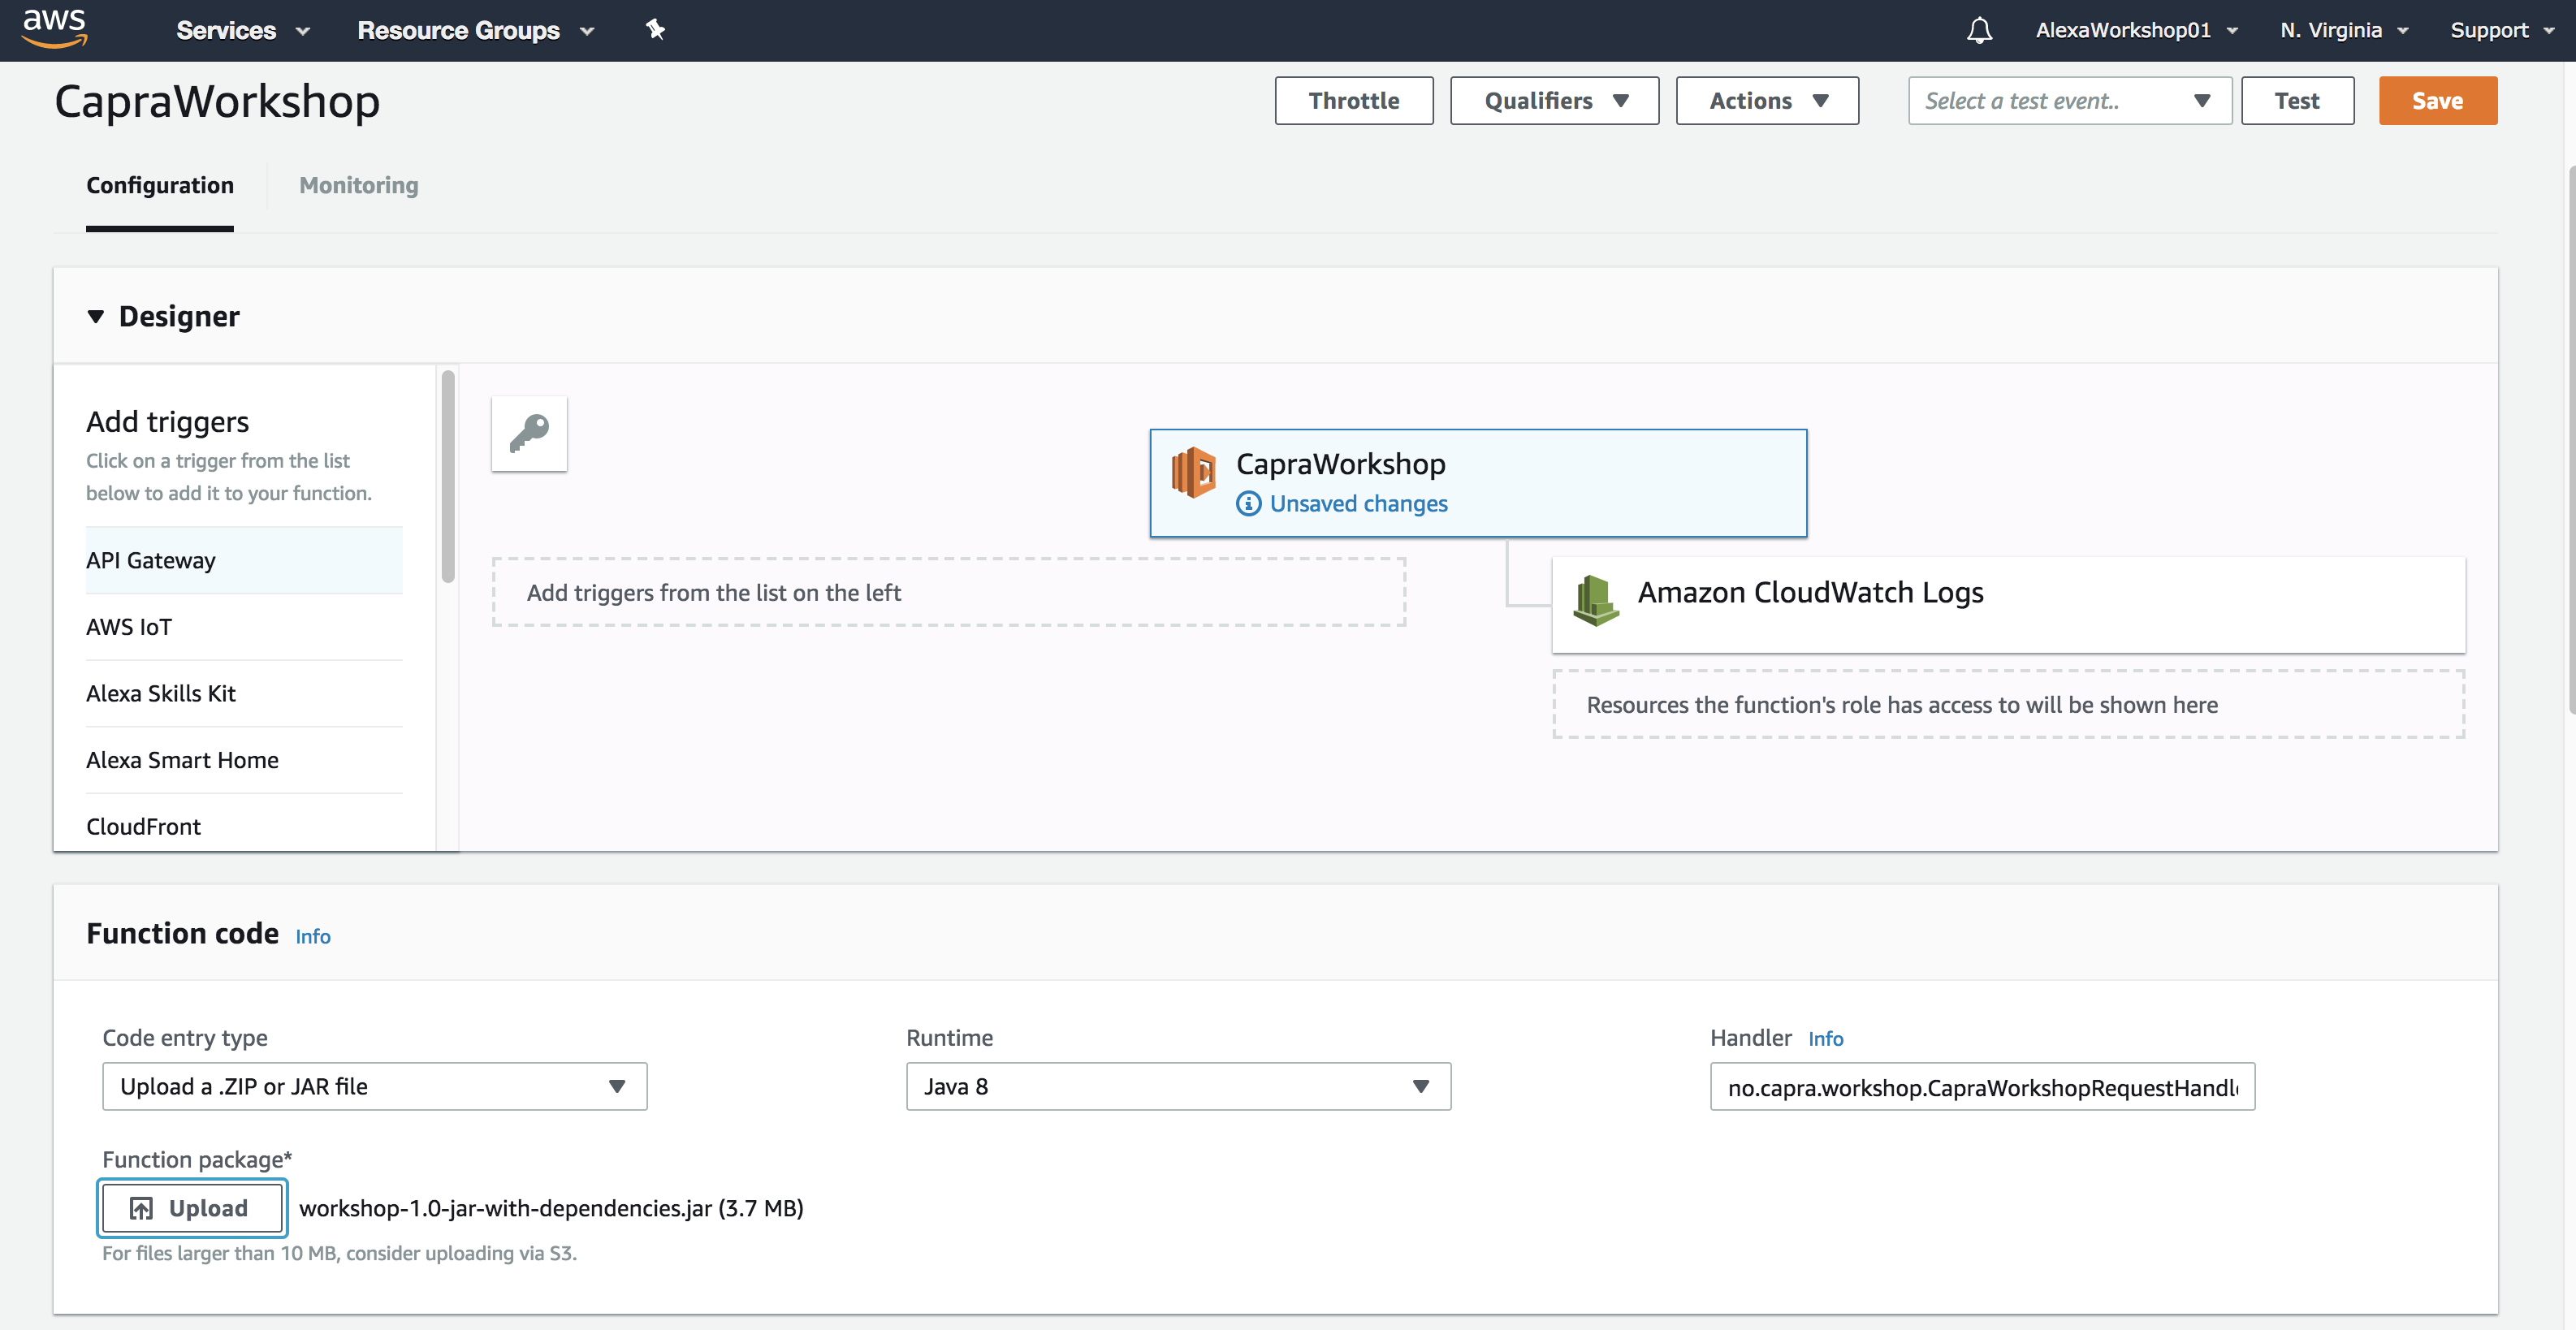 aws Services Resource Groups AlexaWorkshop01 N. Virginia Support
CapraWorkshop Throttle Qualifiers Actions Select a test event.. Test Save
Configuration Monitoring
Designer
Add triggers
Click on a trigger from the list
below to add it to your function.
API Gateway
AWS IoT
Alexa Skills Kit
Alexa Smart Home
CloudFront
CapraWorkshop
Unsaved changes
Add triggers from the list on the left
Amazon CloudWatch Logs
Resources the function's role has access to will be shown here
Function code Info
Code entry type
Upload a .ZIP or JAR file
Runtime
Java 8
Handler Info
no.capra.workshop.CapraWorkshopRequestHandl
Function package*
Upload workshop-1.0-jar-with-dependencies.jar (3.7 MB)
For files larger than 10 MB, consider uploading via S3.